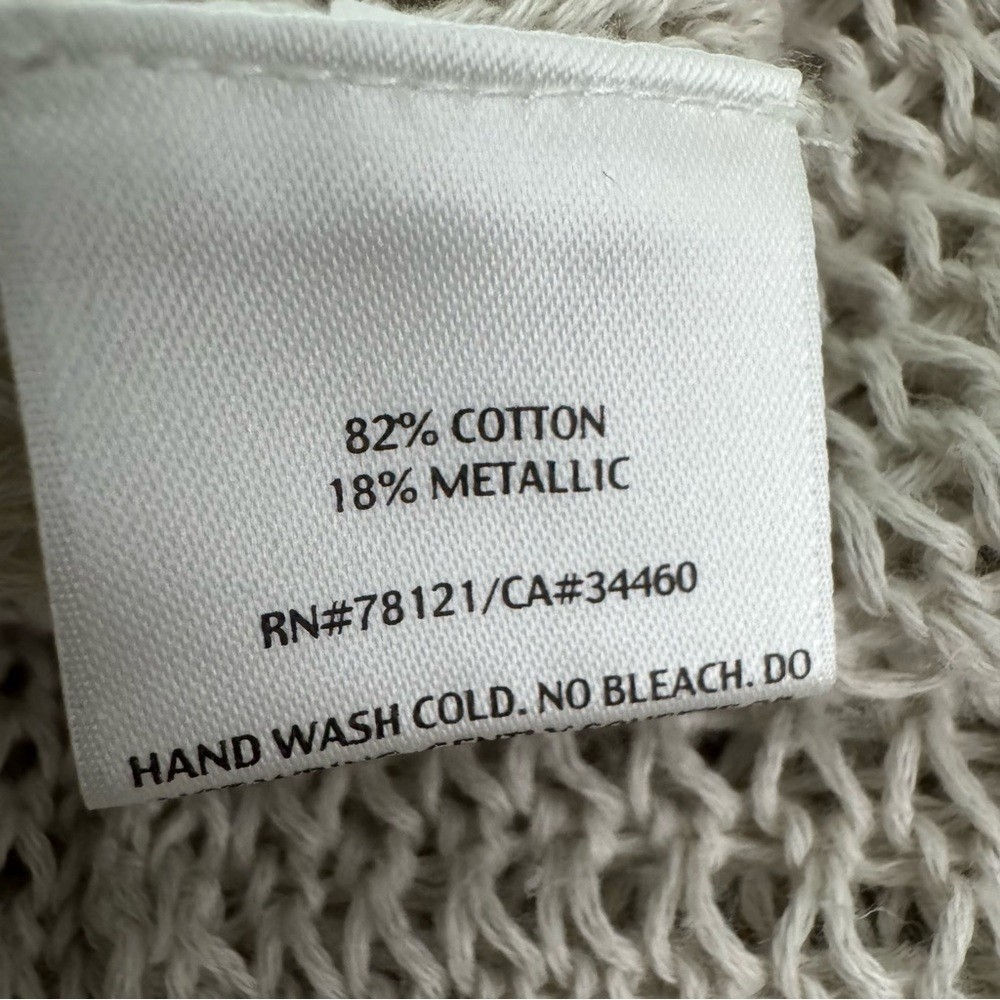 82% COTTON
18% METALLIC
RN#78121/CA#34460
HAND WASH COLD. NO BLEACH. DO